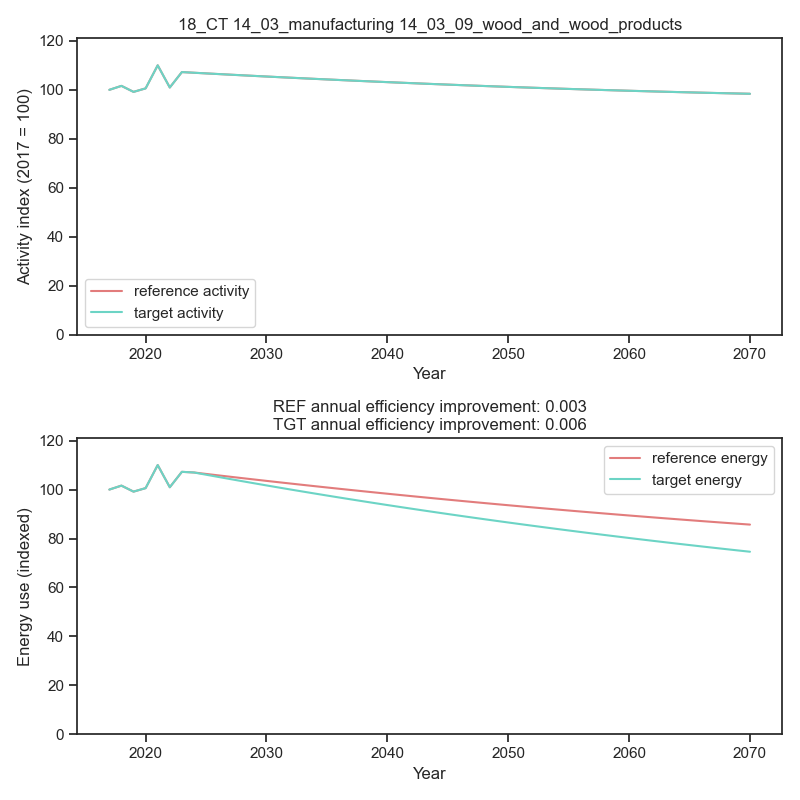 18_CT 14_03_manufacturing 14_03_09_wood_and_wood_products
120
100
80
60
40
20
0
Activity index (2017 = 100)
reference activity
target activity
2020 2030 2040 2050 2060 2070
Year
REF annual efficiency improvement: 0.003
TGT annual efficiency improvement: 0.006
120
100
80
60
40
20
0
Energy use (indexed)
reference energy
target energy
2020 2030 2040 2050 2060 2070
Year